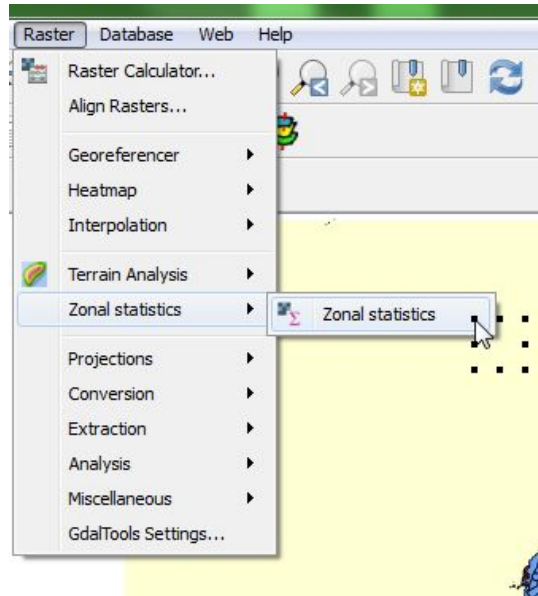 Raster Database Web Help
Raster Calculator...
Align Rasters...
Georeferencer
Heatmap
Interpolation
Terrain Analysis
Zonal statistics Zonal statistics
Projections
Conversion
Extraction
Analysis
Miscellaneous
GdalTools Settings...